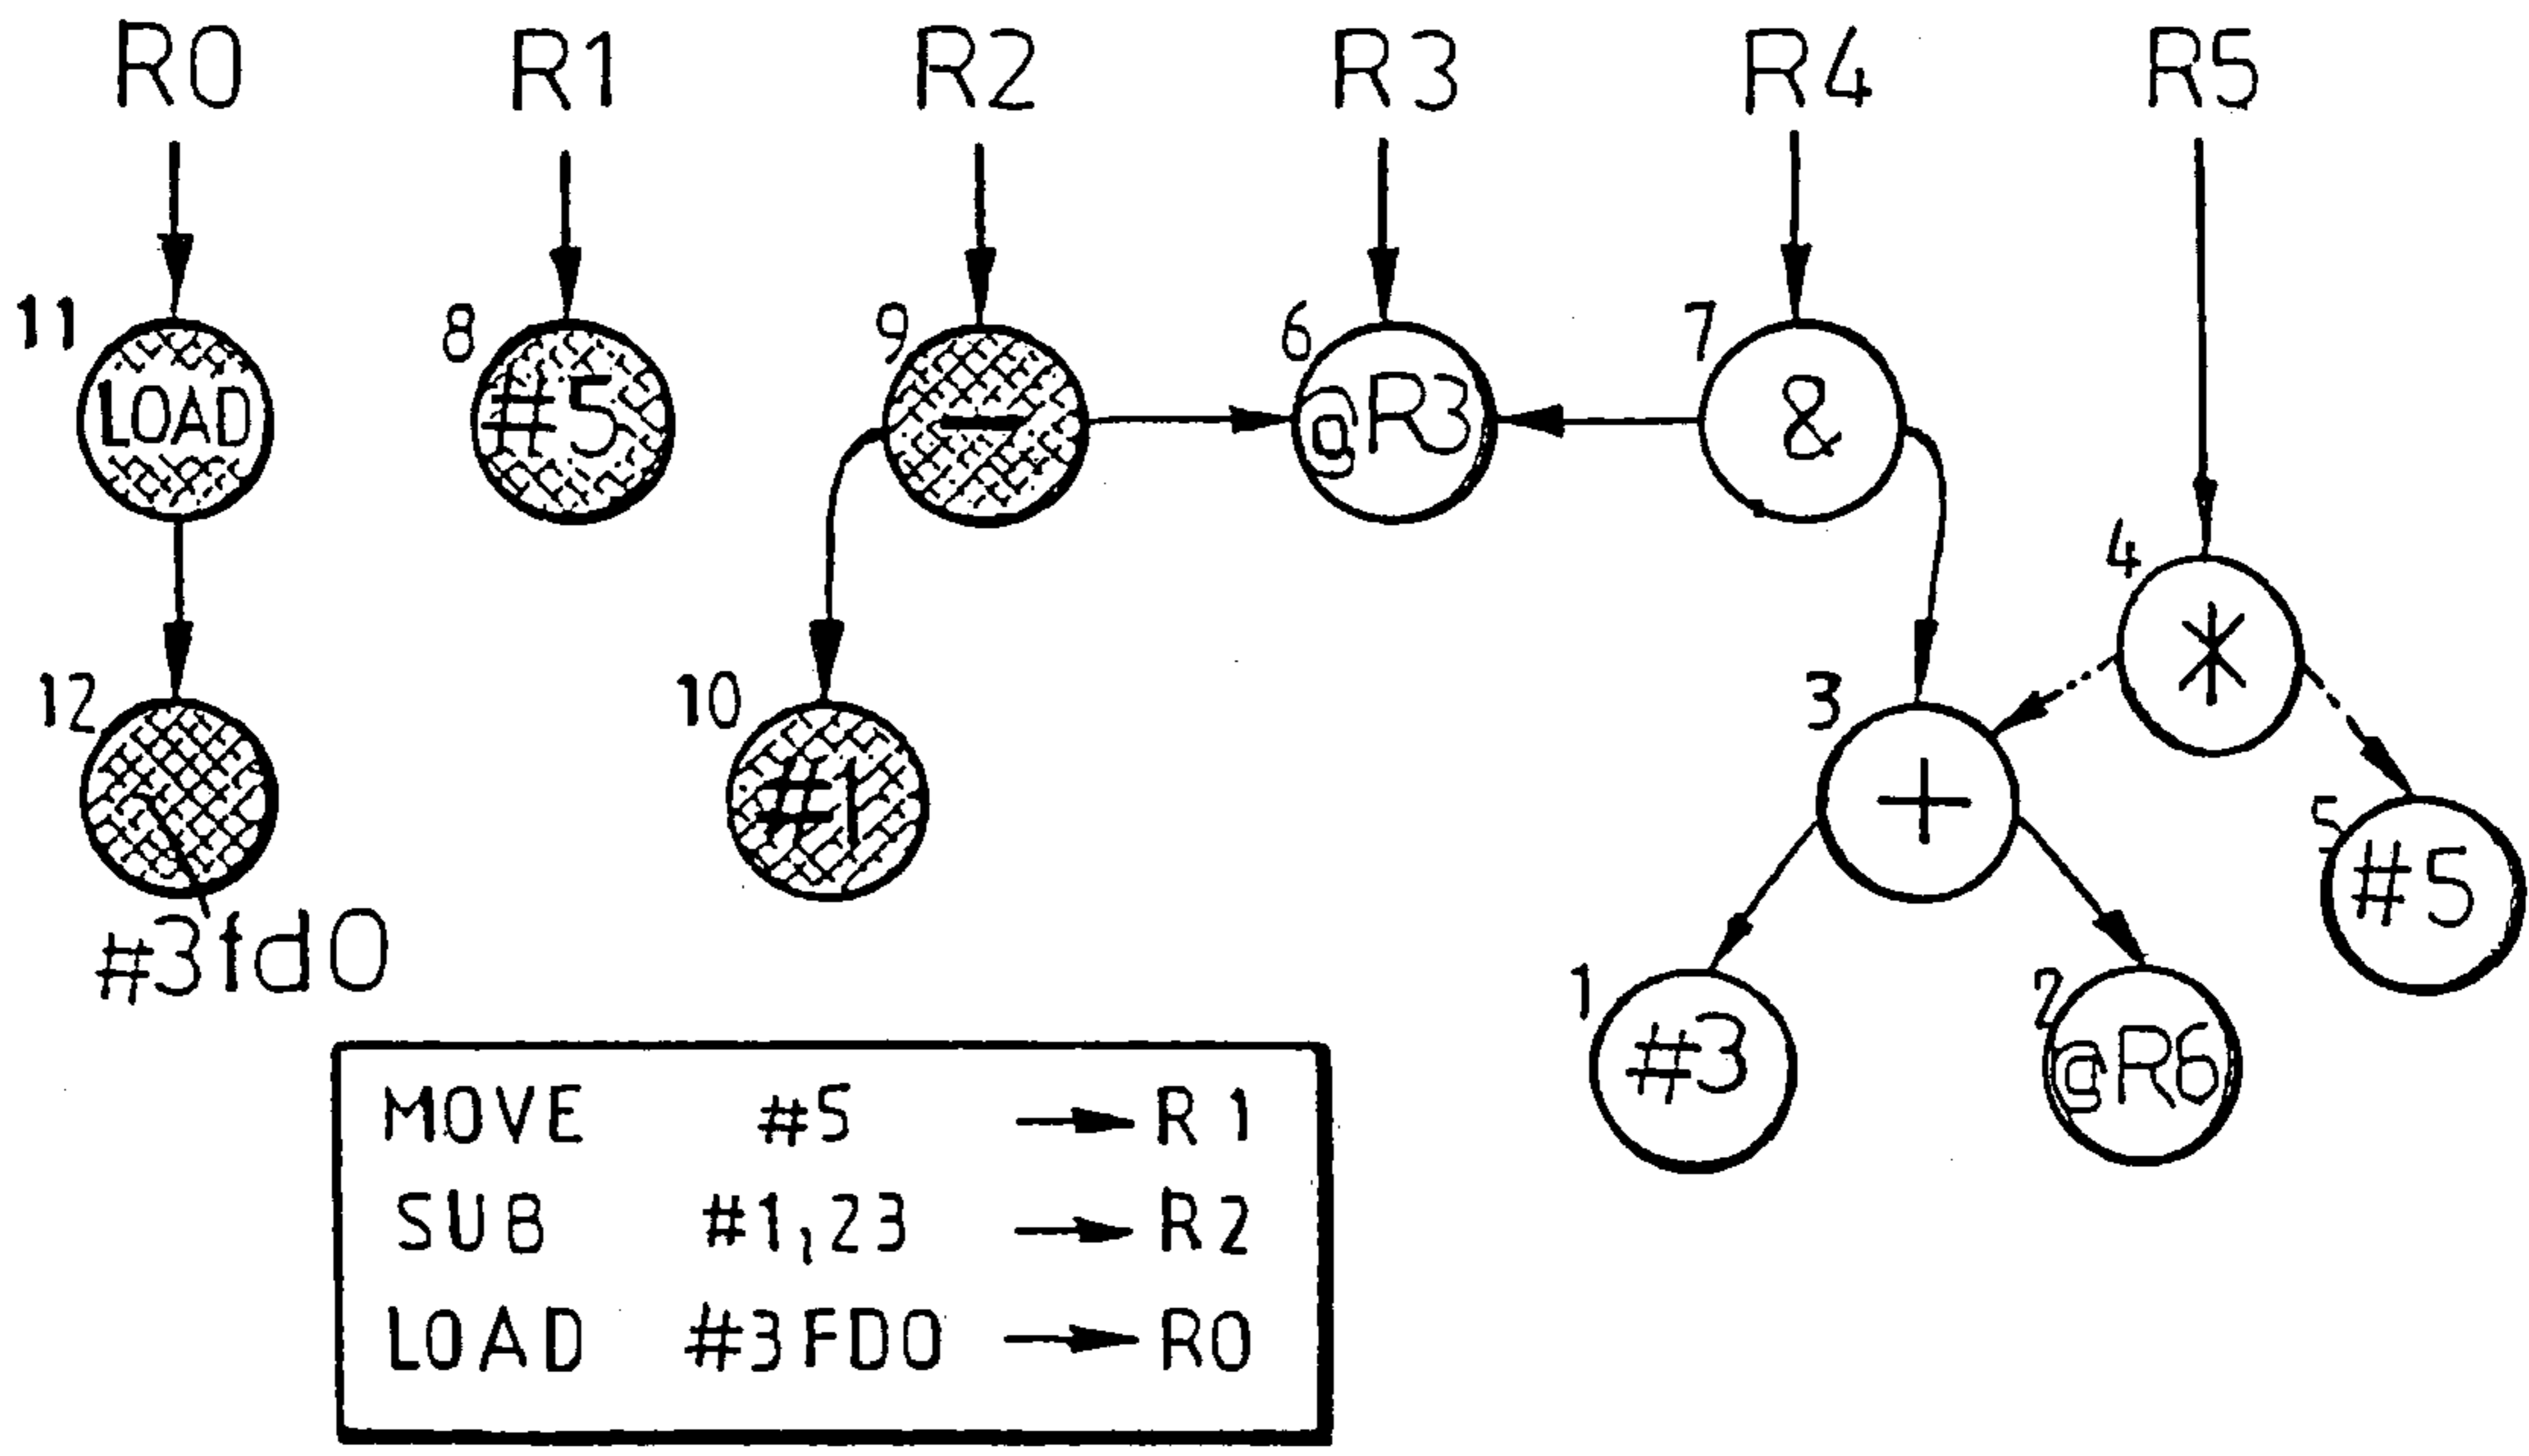 R0 R1 R2 R3 R4 R5
11 8 9 6 7
LOAD #5 - @R3 &
4
*
12 10 3
#1 + 5
#5
#3fd0
1 2
#3 @R6
MOVE #5 → R1
SUB #1,23 → R2
LOAD #3FD0 → R0